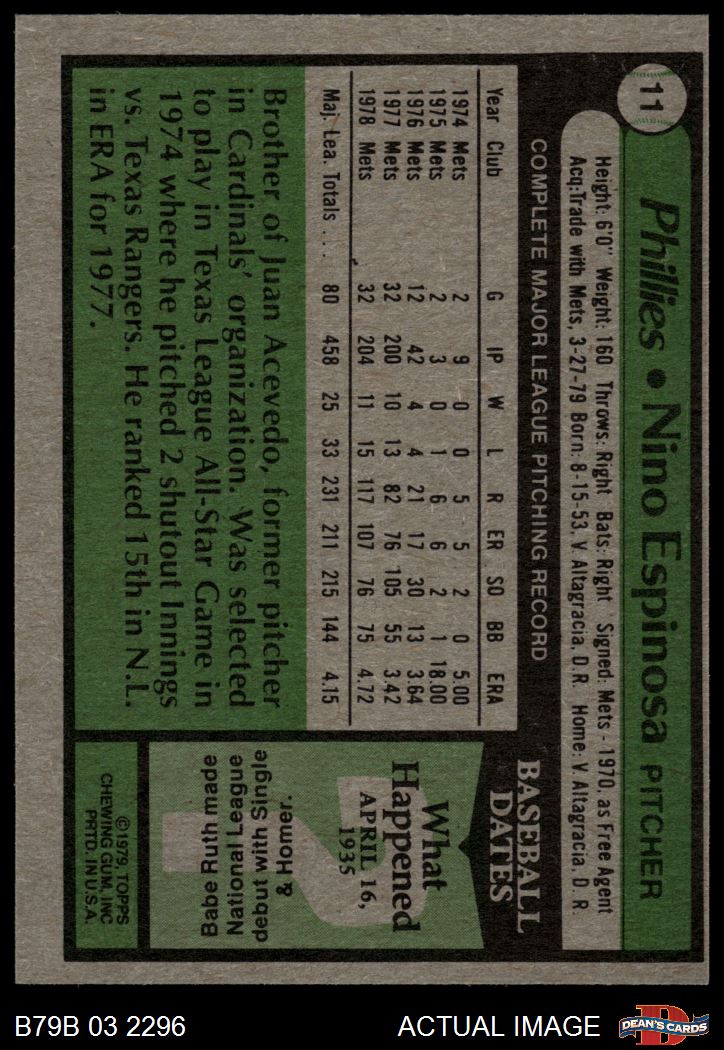 11
Phillies • Nino Espinosa PITCHER
Height: 6'0" Weight: 160 Throws: Right Bats: Right Signed: Mets - 1970, as Free Agent
Acq: Trade with Mets, 3-27-79 Born: 8-15-53, V. Altagracia, D.R. Home: V. Altagracia, D. R.
COMPLETE MAJOR LEAGUE PITCHING RECORD
Year Club G IP W L R ER SO BB ERA
1974 Mets 2 9 0 0 5 5 2 0 5.00
1975 Mets 2 3 0 1 6 6 2 1 18.00
1976 Mets 12 42 4 4 21 17 30 13 3.64
1977 Mets 32 200 10 13 82 76 105 55 3.42
1978 Mets 32 204 11 15 117 107 76 75 4.72
Maj. Lea. Totals . . . 80 458 25 33 231 211 215 144 4.15
Brother of Juan Acevedo, former pitcher
in Cardinals' organization. Was selected
to play in Texas League All-Star Game in
1974 where he pitched 2 shutout Innings
vs. Texas Rangers. He ranked 15th in N.L.
in ERA for 1977.
BASEBALL
DATES
What
Happened
APRIL 16,
1935
?
Babe Ruth made
National League
debut with Single
& Homer.
©1979, TOPPS
CHEWING GUM, INC
PRTD. IN U.S.A.
B79B 03 2296 ACTUAL IMAGE
D
DEAN'S CARDS